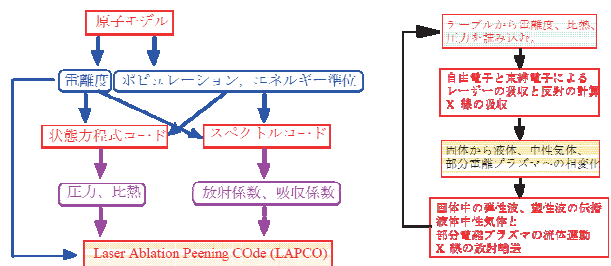 原子モデル
電離度
ポピュレーション，エネルギー準位
状態方程式コード
スペクトルコード
圧力、比熱
放射係数、吸収係数
Laser Ablation Peening COde (LAPCO)
テーブルから電離度、比熱、
圧力を読み込む。
自由電子と束縛電子による
レーザーの吸収と反射の計算
X 線の吸収
固体から液体、中性気体、
部分電離プラズマへの相変化
固体中の弾性波、塑性波の伝播
液体中性気体と
部分電離プラズマの流体運動
X 線の放射輸送